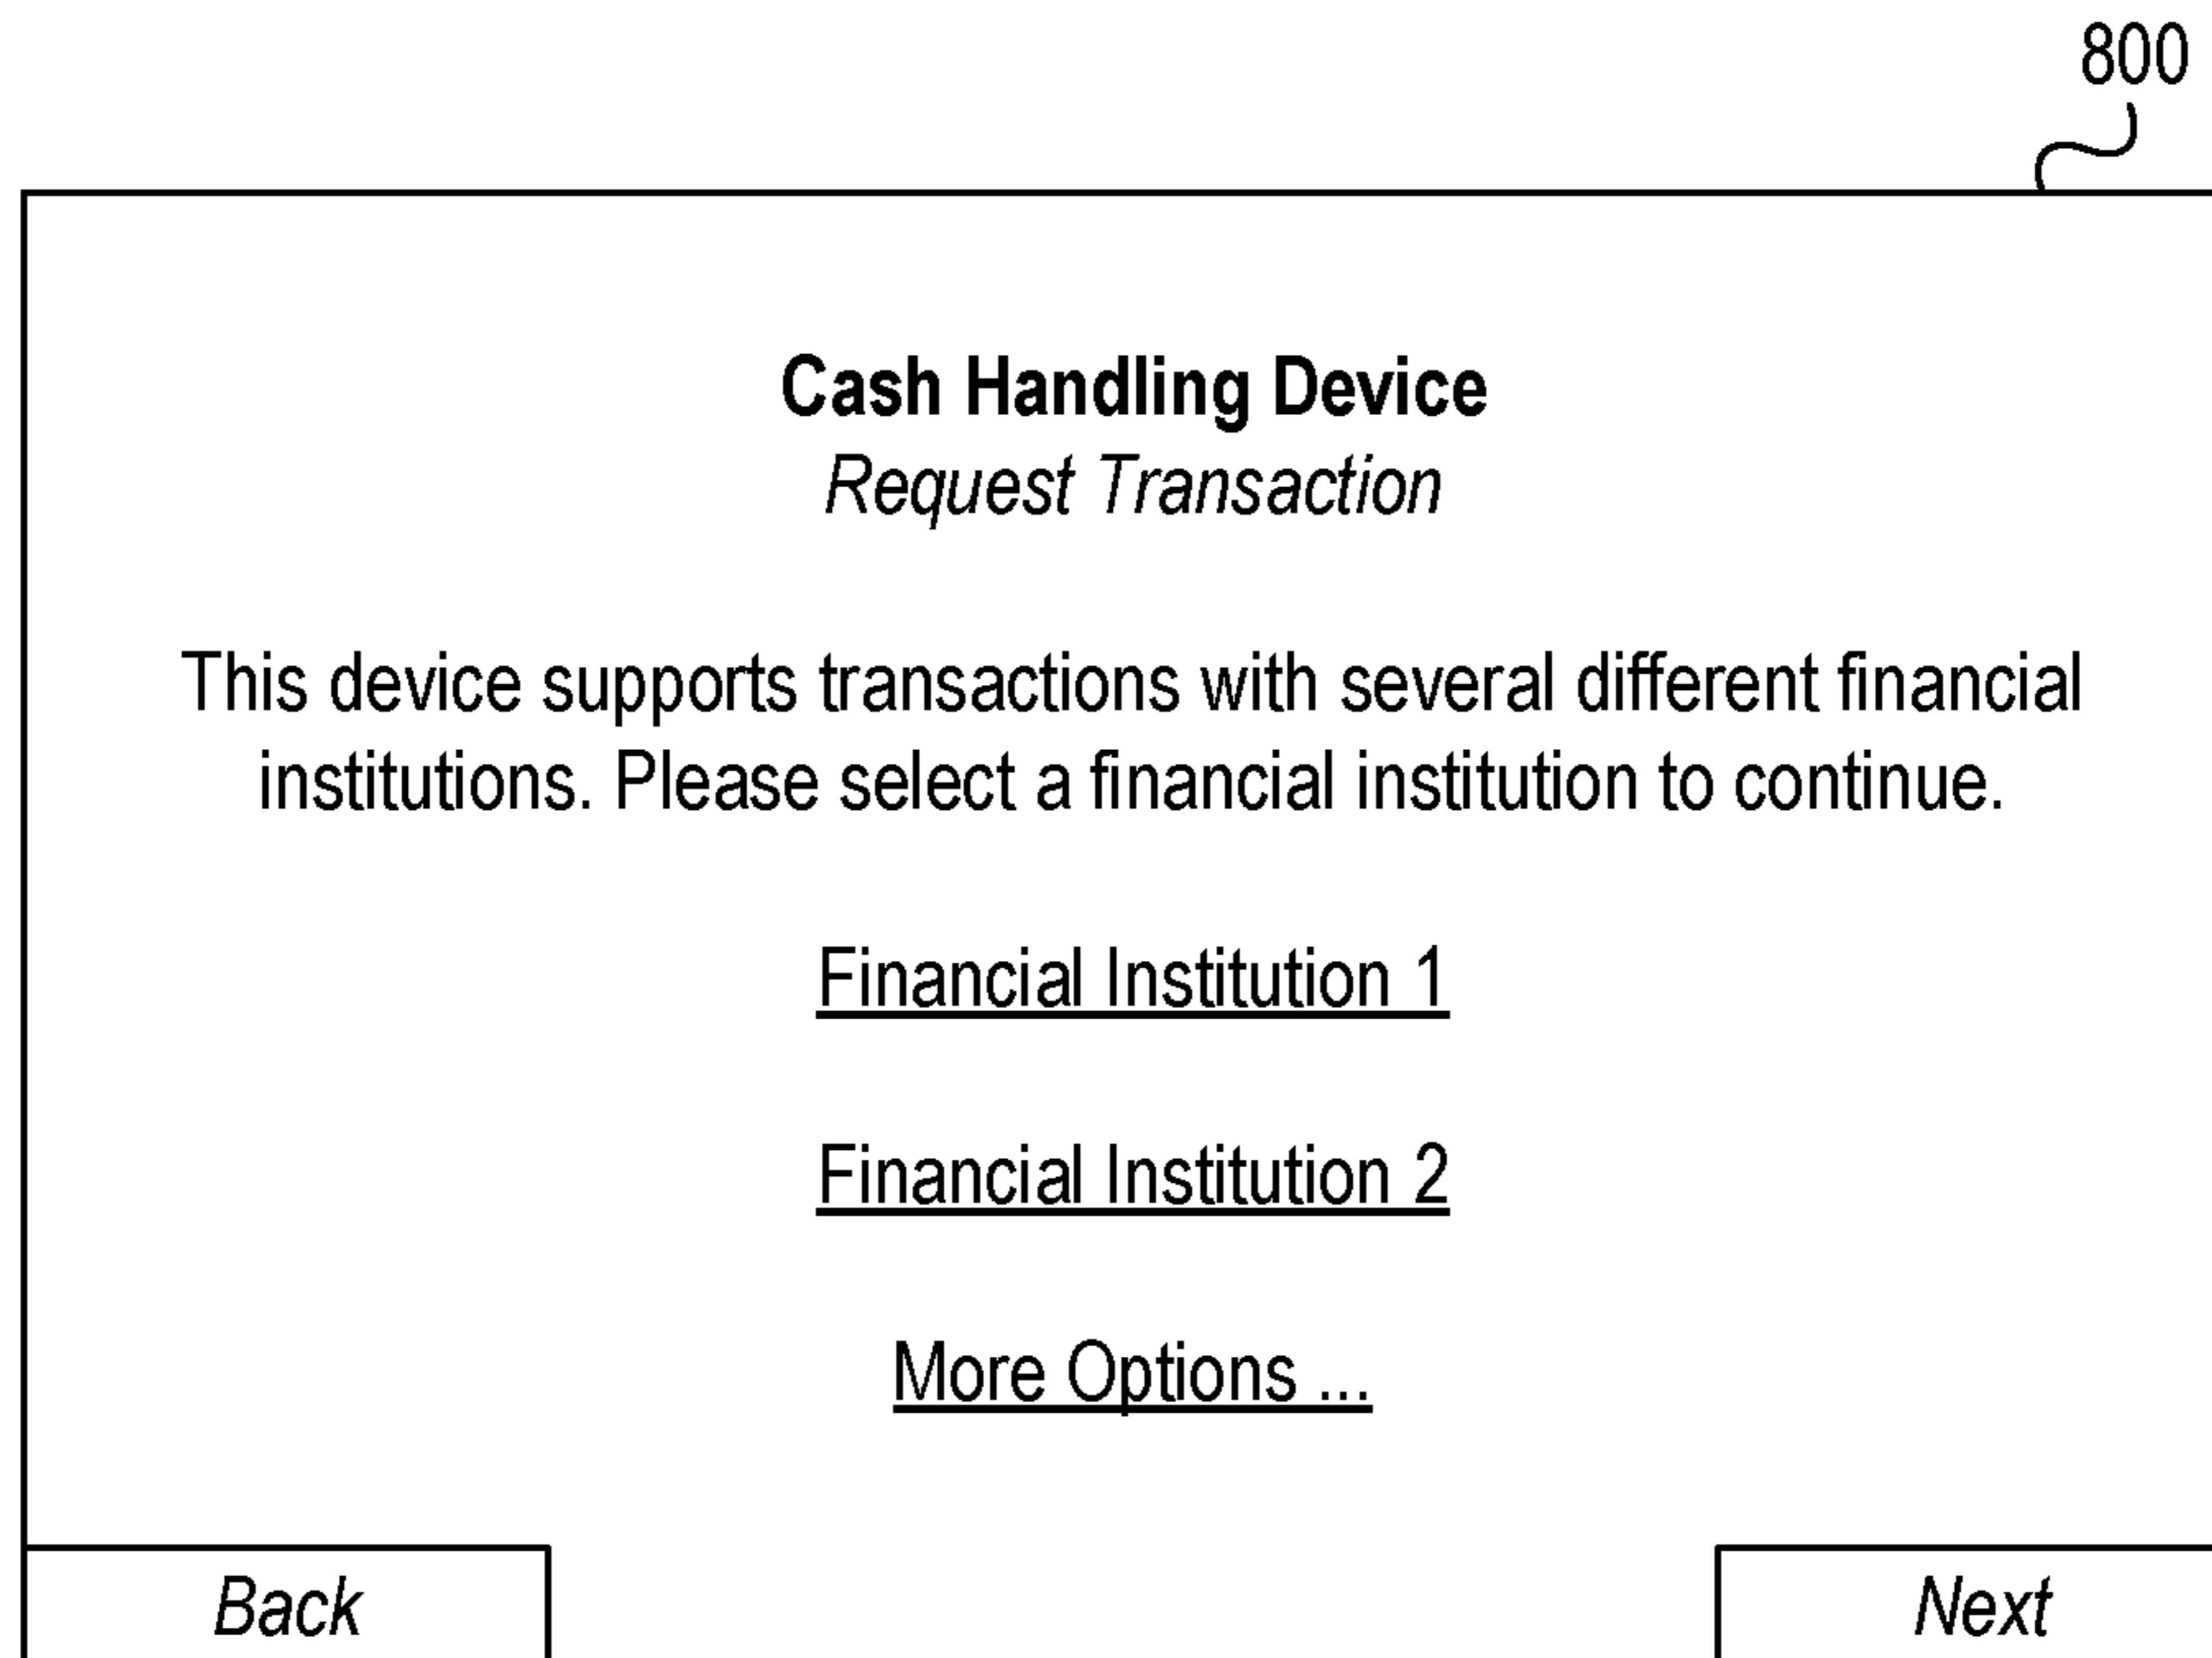 800
Cash Handling Device
Request Transaction
This device supports transactions with several different financial
institutions. Please select a financial institution to continue.
Financial Institution 1
Financial Institution 2
More Options ...
Back
Next